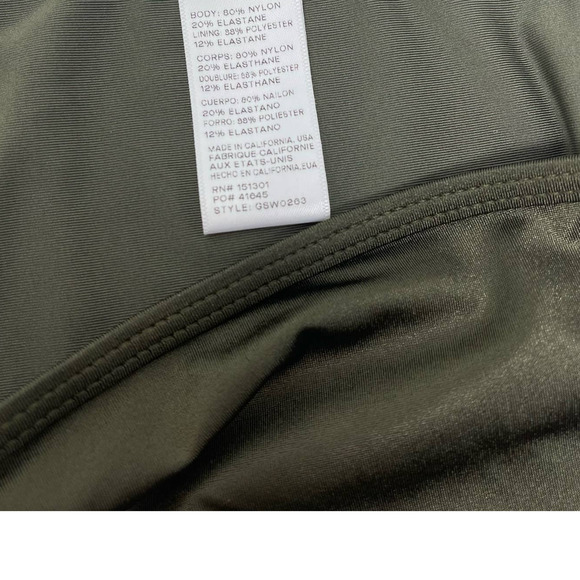 BODY: 80% NYLON
20% ELASTANE
LINING: 88% POLYESTER
12% ELASTANE
CORPS: 80% NYLON
20% ELASTHANE
DOUBLURE: 88% POLYESTER
12% ELASTHANE
CUERPO: 80% NAILON
20% ELASTANO
FORRO: 88% POLIESTER
12% ELASTANO
MADE IN CALIFORNIA, USA
FABRIQUE CALIFORNIE
AUX ETATS-UNIS
HECHO EN CALIFORNIA, EUA
RN# 151301
PO# 41645
STYLE: GSW0263